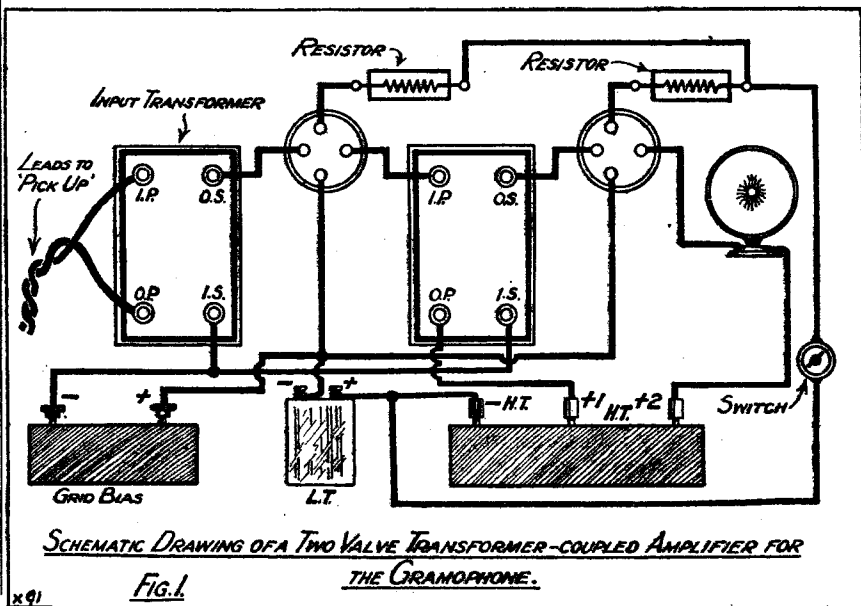 RESISTOR
RESISTOR
INPUT TRANSFORMER
LEADS TO
'PICK UP'
I.P. O.S. I.P. O.S.
O.P. I.S. O.P. I.S.
- + - + - H.T. +1 H.T. +2
SWITCH
GRID BIAS
L.T.
SCHEMATIC DRAWING OF A TWO VALVE TRANSFORMER-COUPLED AMPLIFIER FOR
THE GRAMOPHONE.
FIG.1.
x91